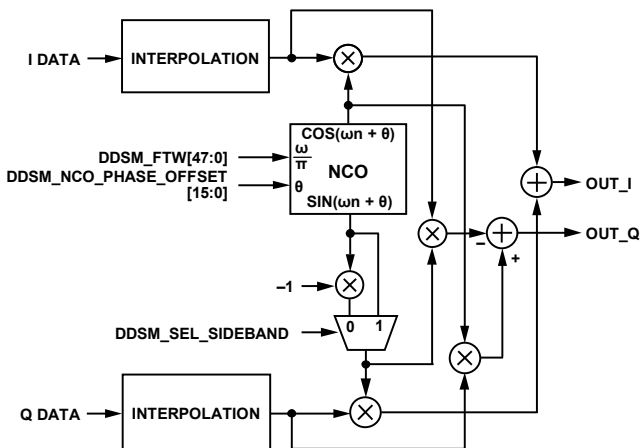 I DATA
INTERPOLATION
×
COS(ωn + θ)
DDSM_FTW[47:0]
ω
π
NCO
DDSM_NCO_PHASE_OFFSET
[15:0]
θ
SIN(ωn + θ)
+
OUT_I
×
–
+
OUT_Q
+
–1
×
0 1
DDSM_SEL_SIDEBAND
×
Q DATA
INTERPOLATION
×